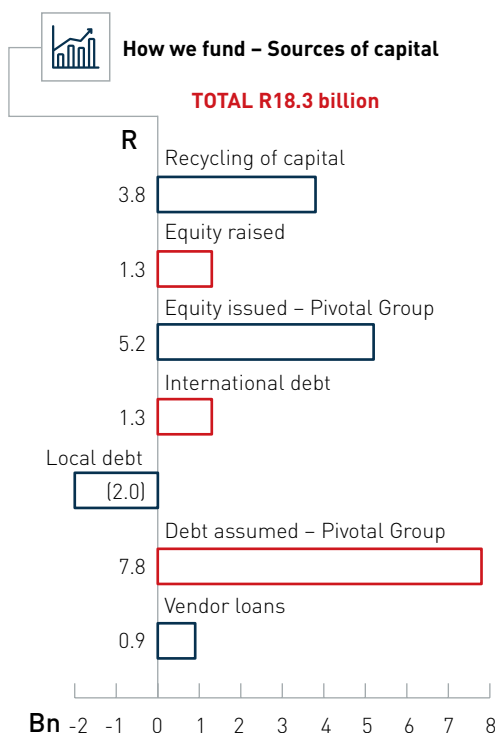 How we fund – Sources of capital
TOTAL R18.3 billion
R
Recycling of capital
3.8
Equity raised
1.3
Equity issued – Pivotal Group
5.2
International debt
1.3
Local debt
(2.0)
Debt assumed – Pivotal Group
7.8
Vendor loans
0.9
Bn -2 -1 0 1 2 3 4 5 6 7 8